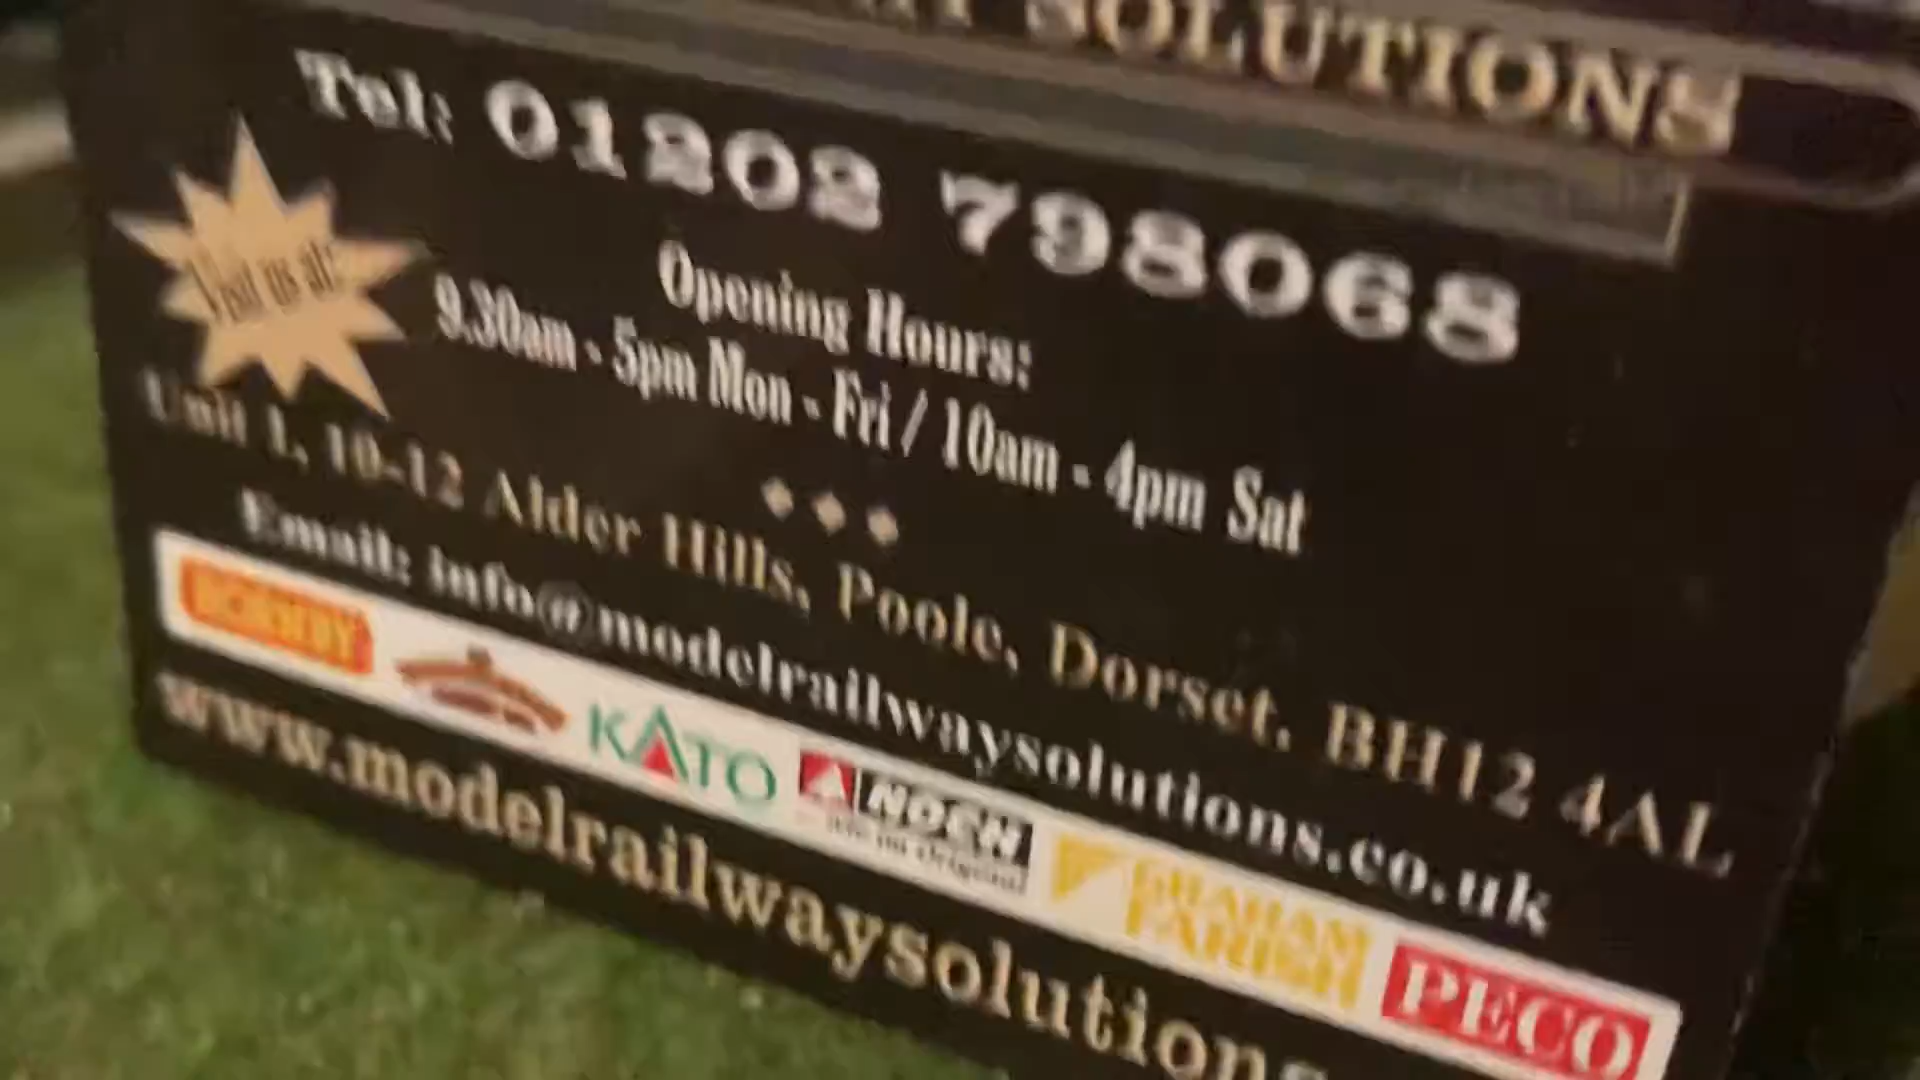 SOLUTIONS
Tel: 01202 798068
Visit us at:
Opening Hours:
9.30am - 5pm Mon - Fri / 10am - 4pm Sat
Unit 1, 10-12 Alder Hills, Poole, Dorset, BH12 4AL
Email: info@modelrailwaysolutions.co.uk
HORNBY
KATO
NOCH
GRAHAM
FARISH
PECO
www.modelrailwaysolutions